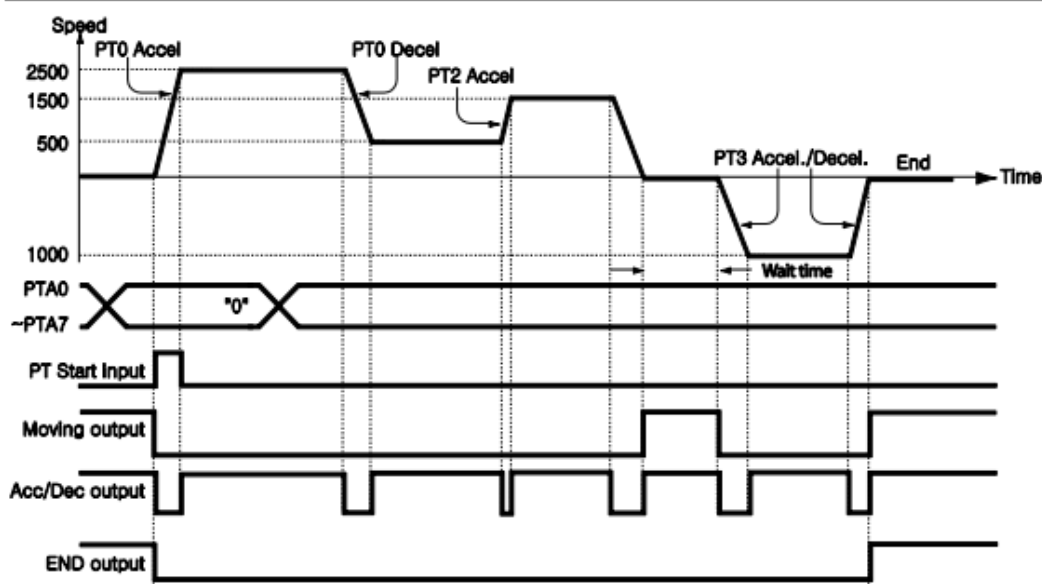 Speed
PT0 Accel
PT0 Decel
PT2 Accel
2500
1500
500
PT3 Accel./Decel.
End
Time
1000
Wait time
PTA0
"0"
~PTA7
PT Start Input
Moving output
Acc/Dec output
END output